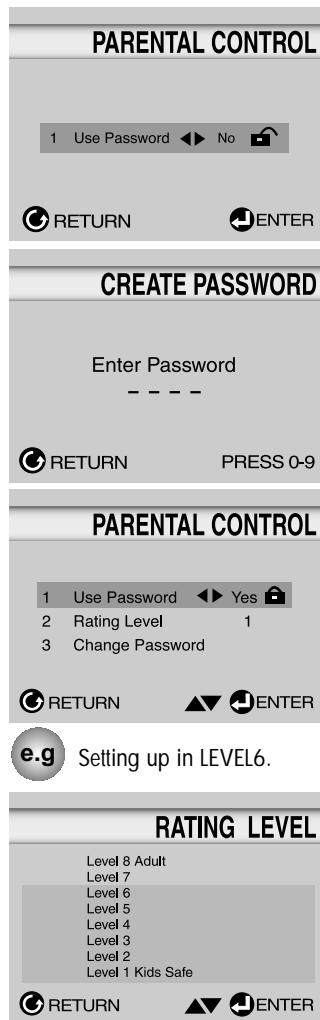 PARENTAL CONTROL
1 Use Password ◀▶ No
RETURN ENTER
CREATE PASSWORD
Enter Password
– – – –
RETURN PRESS 0-9
PARENTAL CONTROL
1 Use Password ◀▶ Yes
2 Rating Level 1
3 Change Password
RETURN ▲▼ ENTER
e.g Setting up in LEVEL6.
RATING LEVEL
Level 8 Adult
Level 7
Level 6
Level 5
Level 4
Level 3
Level 2
Level 1 Kids Safe
RETURN ▲▼ ENTER